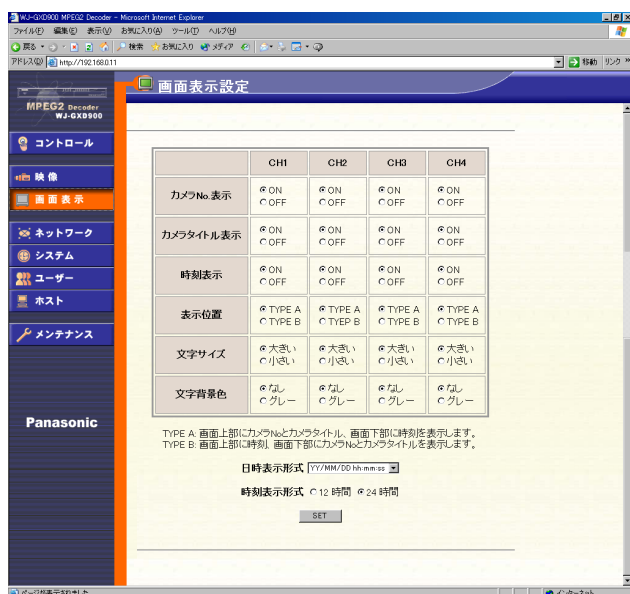 WJ-GXD900 MPEG2 Decoder - Microsoft Internet Explorer
ファイル(F) 編集(E) 表示(V) お気に入り(A) ツール(T) ヘルプ(H)
戻る 検索 お気に入り メディア
アドレス(D) http://192.168.0.11 移動 リンク »
MPEG2 Decoder
WJ-GXD900
画面表示設定
コントロール
映像
画面表示
ネットワーク
システム
ユーザー
ホスト
メンテナンス
Panasonic
CH1 CH2 CH3 CH4
カメラNo.表示 ON ON ON ON
OFF OFF OFF OFF
カメラタイトル表示 ON ON ON ON
OFF OFF OFF OFF
時刻表示 ON ON ON ON
OFF OFF OFF OFF
表示位置 TYPE A TYPE A TYPE A TYPE A
TYPE B TYEP B TYPE B TYPE B
文字サイズ 大きい 大きい 大きい 大きい
小さい 小さい 小さい 小さい
文字背景色 なし なし なし なし
グレー グレー グレー グレー
TYPE A: 画面上部にカメラNoとカメラタイトル、画面下部に時刻を表示します。
TYPE B: 画面上部に時刻、画面下部にカメラNoとカメラタイトルを表示します。
日時表示形式 YY/MM/DD hh:mm:ss
時刻表示形式 12 時間 24 時間
SET
ページが表示されました
インターネット